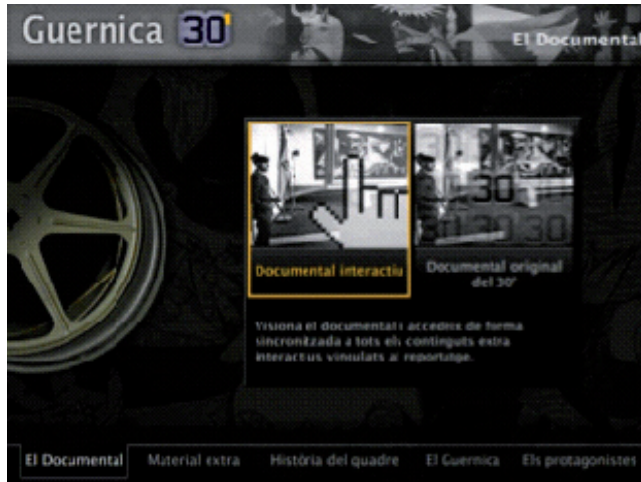 Guernica 30'
El Documental
30
Documental interactiu
Documental original
del 30'
Visiona el documental i accedeix de forma
sincronitzada a tots els continguts extra
interactius vinculats al reportatge.
El Documental Material extra Història del quadre El Guernica Els protagonistes